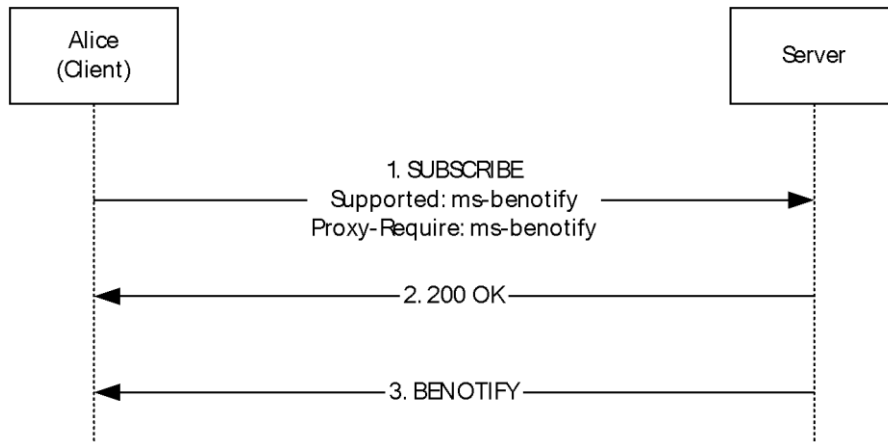 Alice
(Client)
Server
1. SUBSCRIBE
Supported: ms-benotify
Proxy-Require: ms-benotify
2. 200 OK
3. BENOTIFY